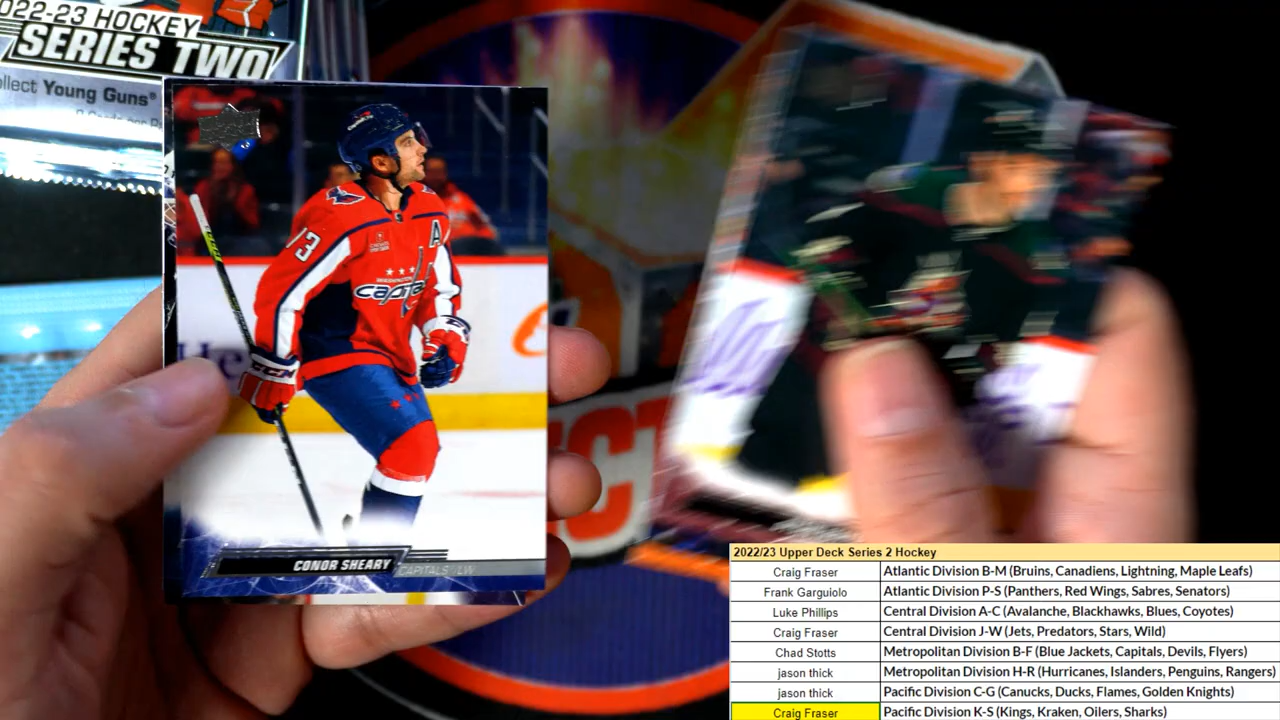 022-23 HOCKEY
SERIES TWO
ollect Young Guns®
73
A
capitals
CCM
CONOR SHEARY
CAPITALS | LW
2022/23 Upper Deck Series 2 Hockey
Craig Fraser Atlantic Division B-M (Bruins, Canadiens, Lightning, Maple Leafs)
Frank Garguiolo Atlantic Division P-S (Panthers, Red Wings, Sabres, Senators)
Luke Phillips Central Division A-C (Avalanche, Blackhawks, Blues, Coyotes)
Craig Fraser Central Division J-W (Jets, Predators, Stars, Wild)
Chad Stotts Metropolitan Division B-F (Blue Jackets, Capitals, Devils, Flyers)
jason thick Metropolitan Division H-R (Hurricanes, Islanders, Penguins, Rangers)
jason thick Pacific Division C-G (Canucks, Ducks, Flames, Golden Knights)
Craig Fraser Pacific Division K-S (Kings, Kraken, Oilers, Sharks)